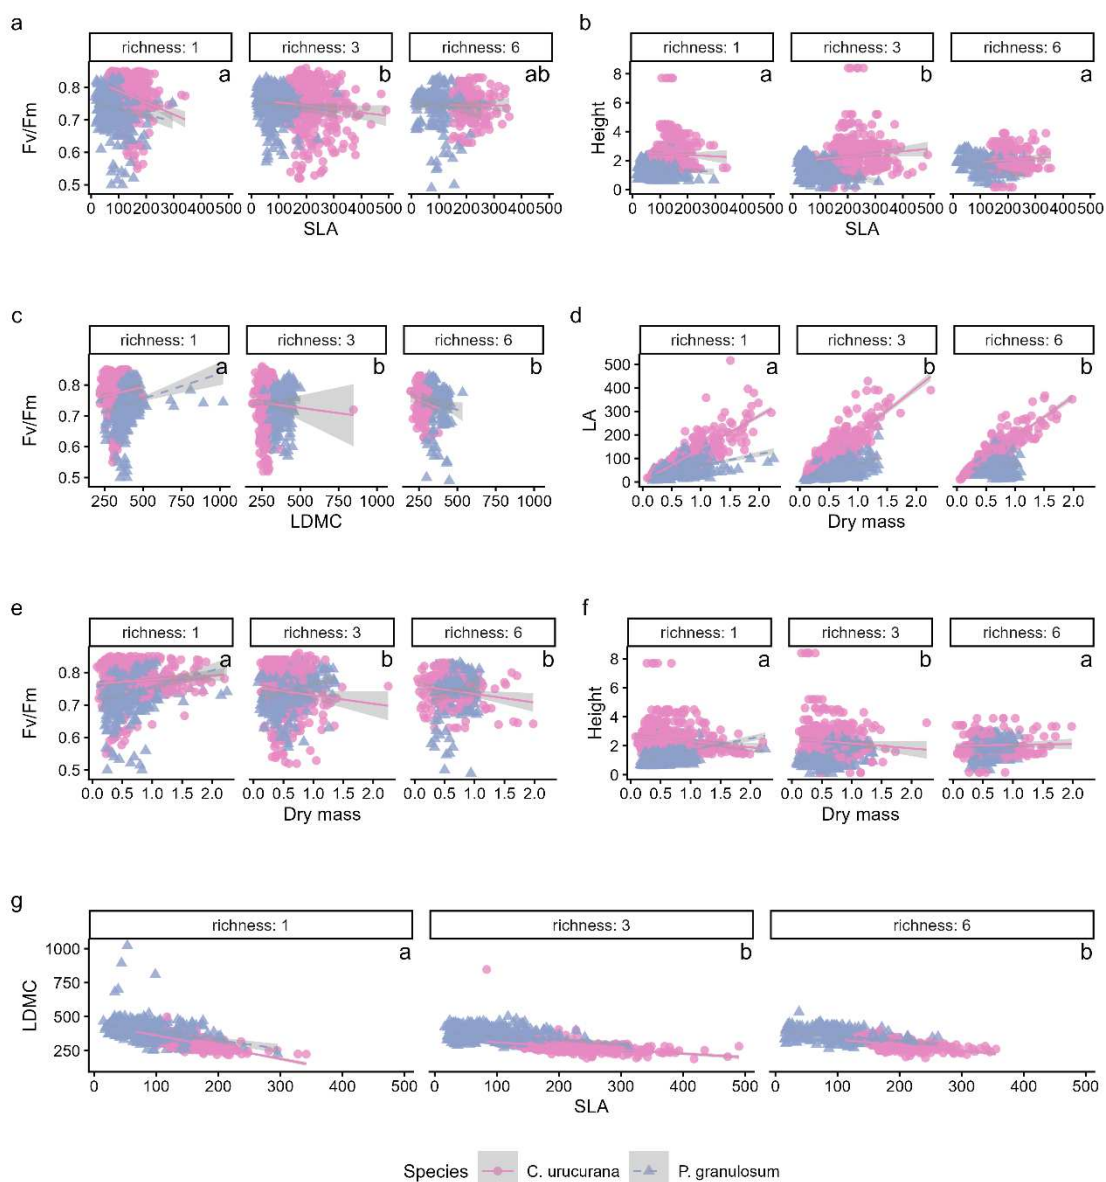 a
richness: 1
richness: 3
richness: 6
a
b
ab
0.8
0.7
0.6
0.5
Fv/Fm
0 100200300400500
0 100200300400500
0 100200300400500
SLA
b
richness: 1
richness: 3
richness: 6
a
b
a
8
6
4
2
0
Height
0 100200300400500
0 100200300400500
0 100200300400500
SLA
c
richness: 1
richness: 3
richness: 6
a
b
b
0.8
0.7
0.6
0.5
Fv/Fm
250 500 750 1000
250 500 750 1000
250 500 750 1000
LDMC
d
richness: 1
richness: 3
richness: 6
a
b
b
500
400
300
200
100
0
LA
0.0 0.5 1.0 1.5 2.0
0.0 0.5 1.0 1.5 2.0
0.0 0.5 1.0 1.5 2.0
Dry mass
e
richness: 1
richness: 3
richness: 6
a
b
b
0.8
0.7
0.6
0.5
Fv/Fm
0.0 0.5 1.0 1.5 2.0
0.0 0.5 1.0 1.5 2.0
0.0 0.5 1.0 1.5 2.0
Dry mass
f
richness: 1
richness: 3
richness: 6
a
b
a
8
6
4
2
0
Height
0.0 0.5 1.0 1.5 2.0
0.0 0.5 1.0 1.5 2.0
0.0 0.5 1.0 1.5 2.0
Dry mass
g
richness: 1
richness: 3
richness: 6
a
b
b
1000
750
500
250
LDMC
0 100 200 300 400 500
0 100 200 300 400 500
0 100 200 300 400 500
SLA
Species C. urucurana P. granulosum